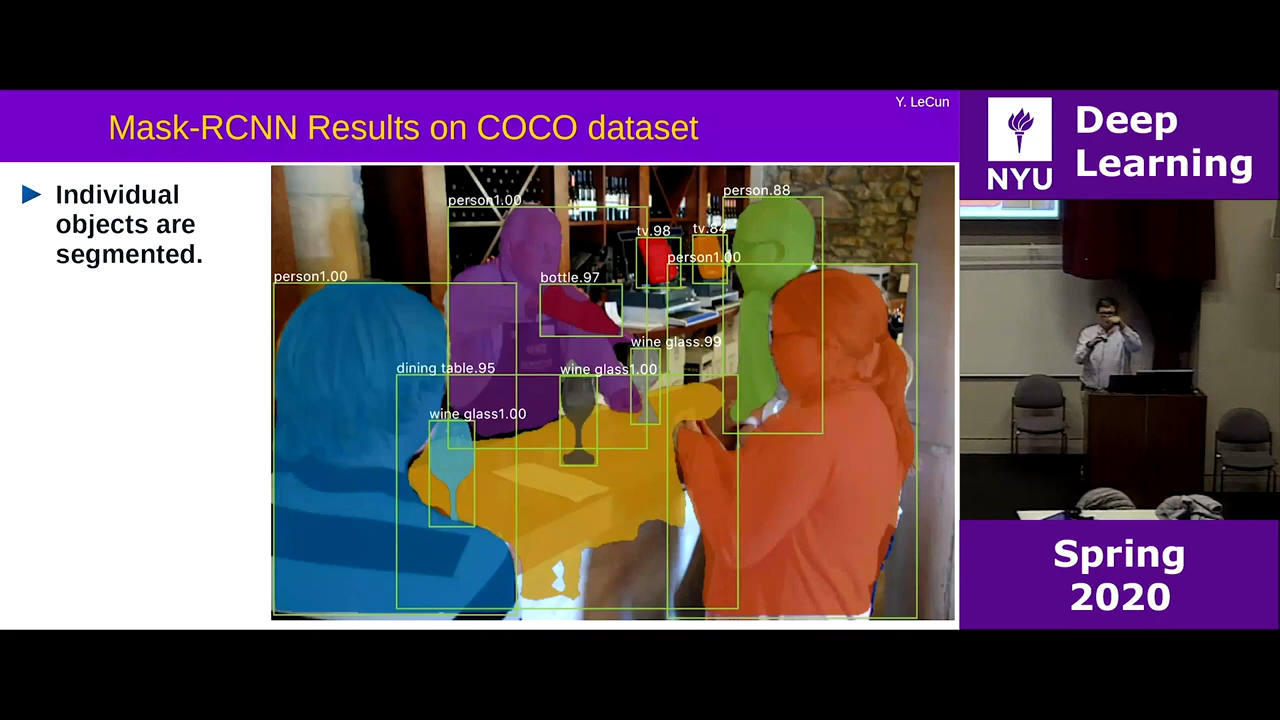 Y. LeCun
Mask-RCNN Results on COCO dataset
Individual
objects are
segmented.
person.88
person1.00
tv.98
tv.84
person1.00
person1.00
bottle.97
wine glass.99
dining table.95
wine glass1.00
wine glass1.00
NYU
Deep
Learning
Spring
2020